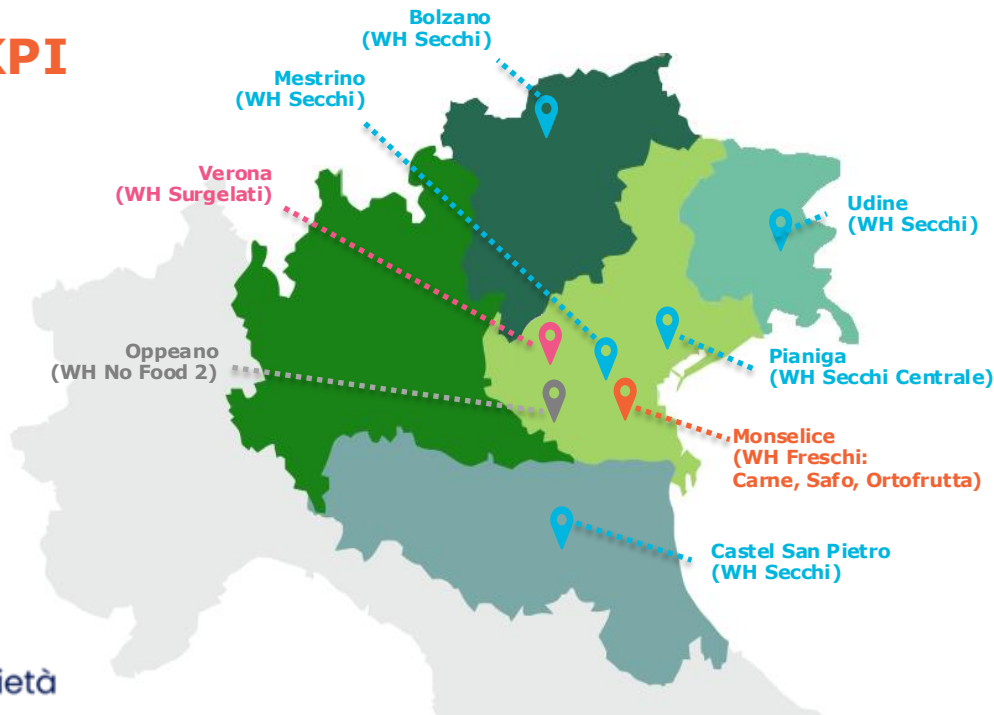 KPI
Bolzano
(WH Secchi)
Mestrino
(WH Secchi)
Verona
(WH Surgelati)
Udine
(WH Secchi)
Oppeano
(WH No Food 2)
Pianiga
(WH Secchi Centrale)
Monselice
(WH Freschi:
Carne, Safo, Ortofrutta)
Castel San Pietro
(WH Secchi)
ietà